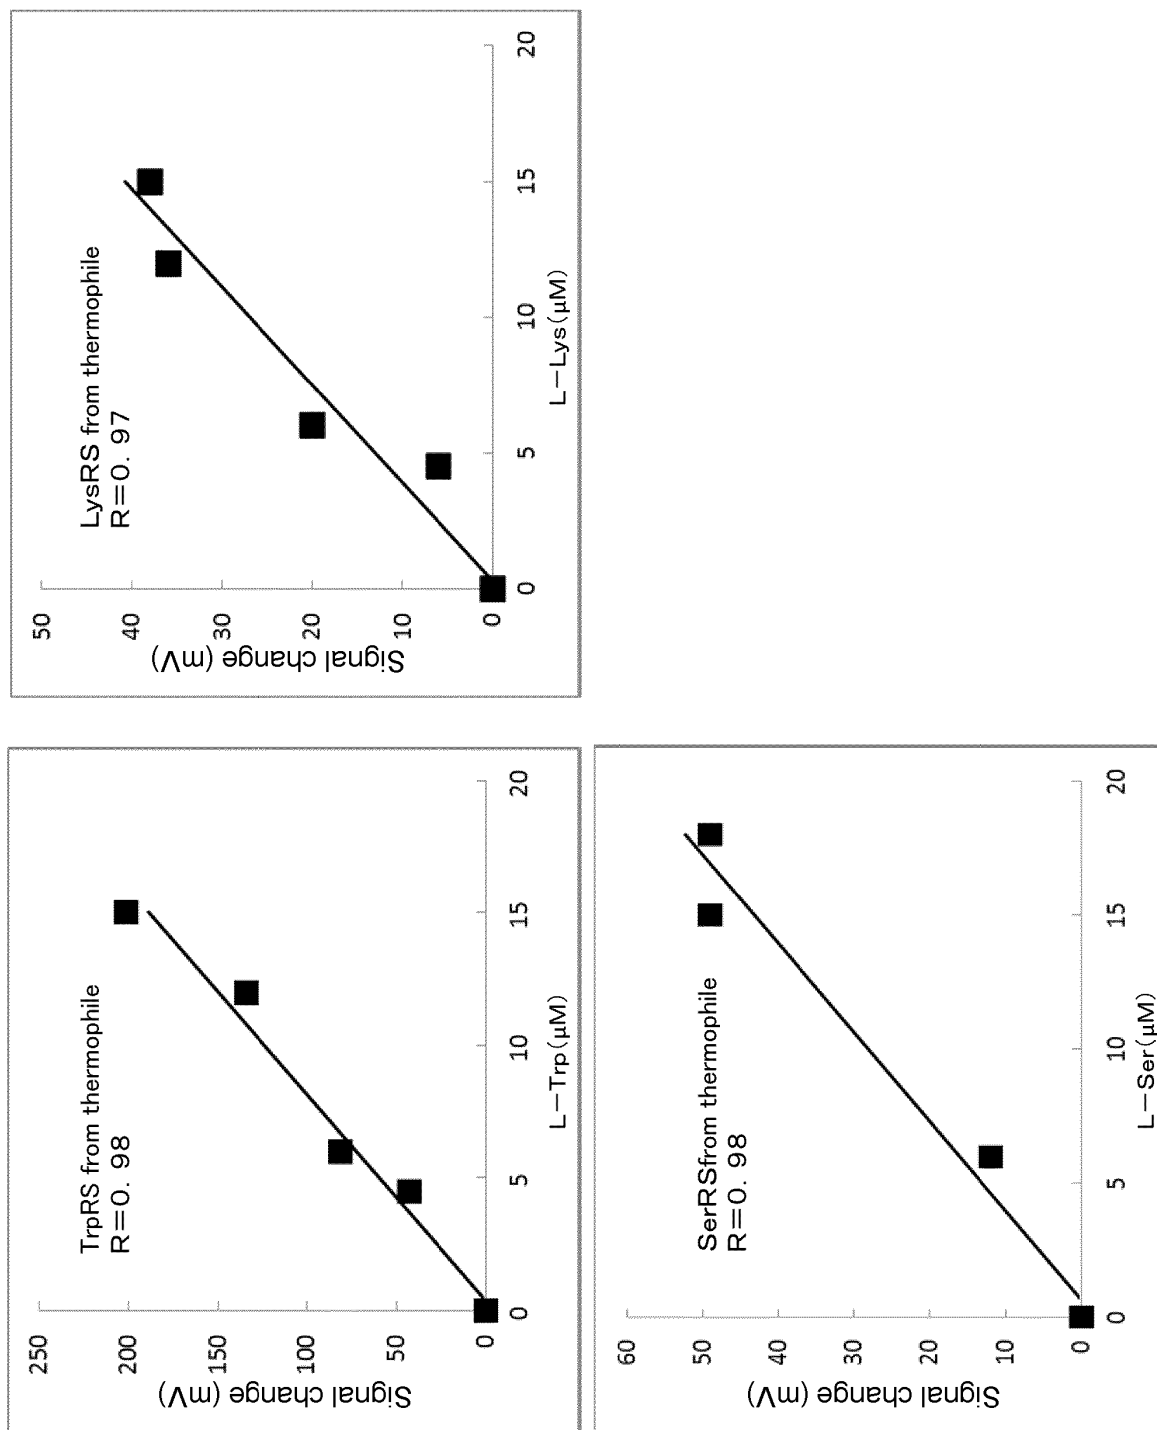 TrpRS from thermophile
R=0. 98
250
200
150
100
50
0
Signal change (mV)
0
5
10
15
20
L-Trp(μM)
LysRS from thermophile
R=0. 97
50
40
30
20
10
0
Signal change (mV)
0
5
10
15
20
L-Lys(μM)
SerRSfrom thermophile
R=0. 98
60
50
40
30
20
10
0
Signal change (mV)
0
5
10
15
20
L-Ser(μM)